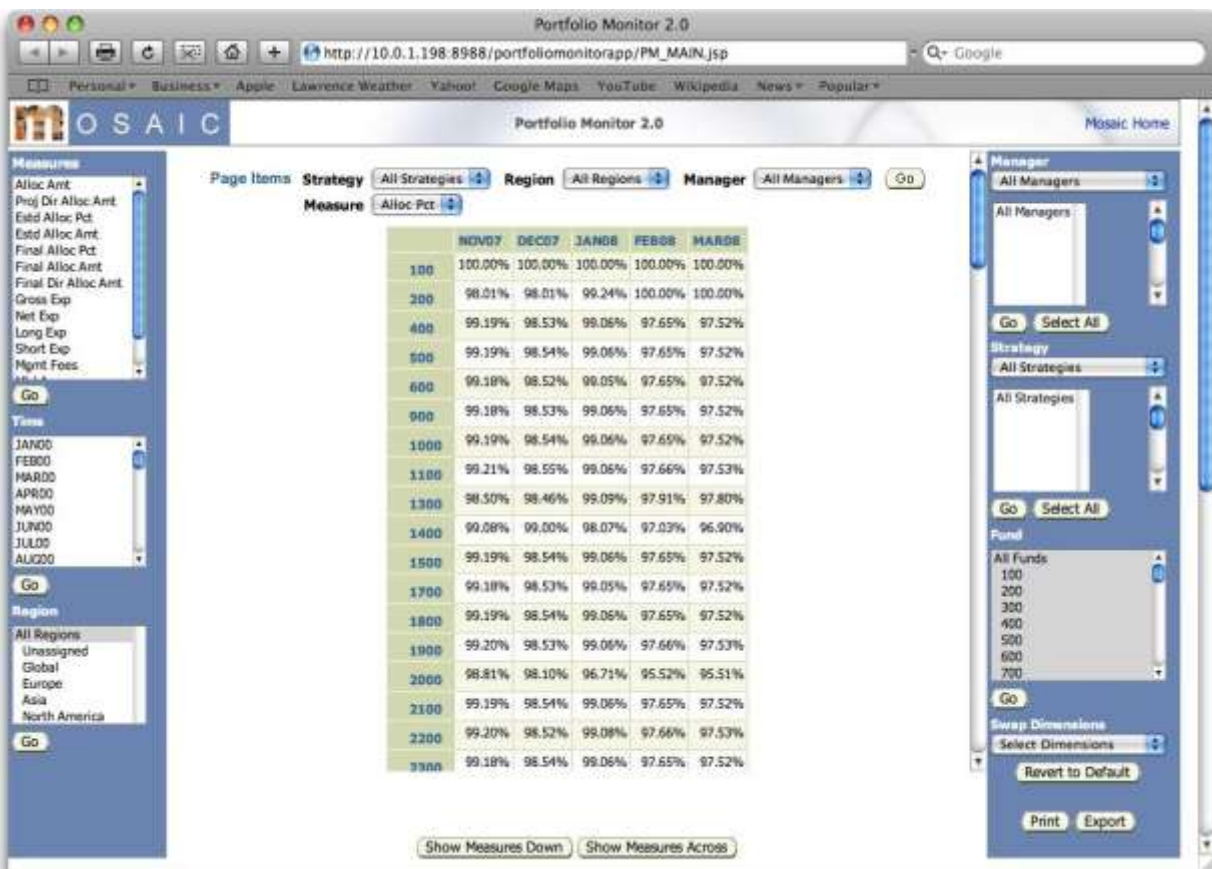 Portfolio Monitor 2.0
http://10.0.1.198:8988/portfoliomonitorapp/PM_MAIN.jsp
Google
Personal Business Apple Lawrence Weather Yahoo! Google Maps YouTube Wikipedia News Popular
mOSAIC
Portfolio Monitor 2.0
Mosaic Home
Measures
Alloc Amt
Proj Dir Alloc Amt
Estd Alloc Pct
Estd Alloc Amt
Final Alloc Pct
Final Alloc Amt
Final Dir Alloc Amt
Gross Exp
Net Exp
Long Exp
Short Exp
Mgmt Fees
Go
Time
JAN00
FEB00
MAR00
APR00
MAY00
JUN00
JUL00
AUG00
Go
Region
All Regions
Unassigned
Global
Europe
Asia
North America
Go
Page Items Strategy All Strategies Region All Regions Manager All Managers Go
Measure Alloc Pct
NOV07 DEC07 JAN08 FEB08 MAR08
100 100.00% 100.00% 100.00% 100.00% 100.00%
200 98.01% 98.01% 99.24% 100.00% 100.00%
400 99.19% 98.53% 99.06% 97.65% 97.52%
500 99.19% 98.54% 99.06% 97.65% 97.52%
600 99.18% 98.52% 99.05% 97.65% 97.52%
900 99.18% 98.53% 99.06% 97.65% 97.52%
1000 99.19% 98.54% 99.06% 97.65% 97.52%
1100 99.21% 98.55% 99.06% 97.66% 97.53%
1300 98.50% 98.46% 99.09% 97.91% 97.80%
1400 99.08% 99.00% 98.07% 97.03% 96.90%
1500 99.19% 98.54% 99.06% 97.65% 97.52%
1700 99.18% 98.53% 99.05% 97.65% 97.52%
1800 99.19% 98.54% 99.06% 97.65% 97.52%
1900 99.20% 98.53% 99.06% 97.66% 97.53%
2000 98.81% 98.10% 96.71% 95.52% 95.51%
2100 99.19% 98.54% 99.06% 97.65% 97.52%
2200 99.20% 98.52% 99.08% 97.66% 97.53%
2300 99.18% 98.54% 99.06% 97.65% 97.52%
Show Measures Down Show Measures Across
Manager
All Managers
All Managers
Go Select All
Strategy
All Strategies
All Strategies
Go Select All
Fund
All Funds
100
200
300
400
500
600
700
Go
Swap Dimensions
Select Dimensions
Revert to Default
Print Export